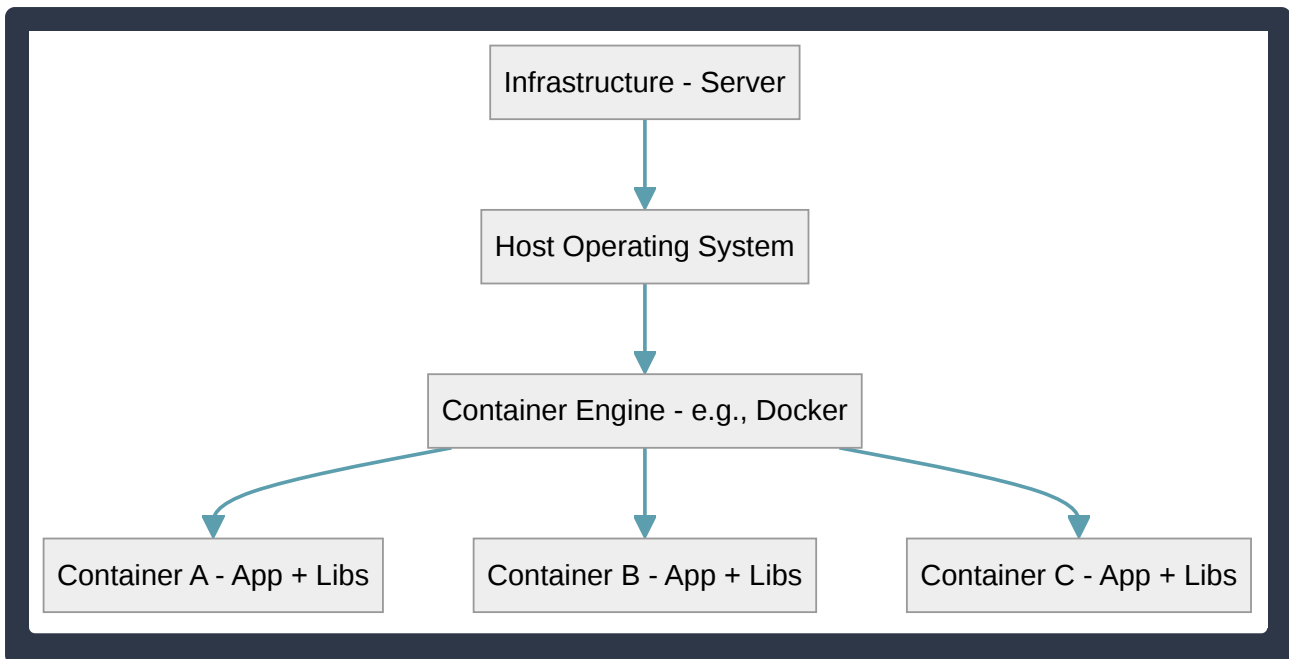 Infrastructure - Server
Host Operating System
Container Engine - e.g., Docker
Container A - App + Libs
Container B - App + Libs
Container C - App + Libs